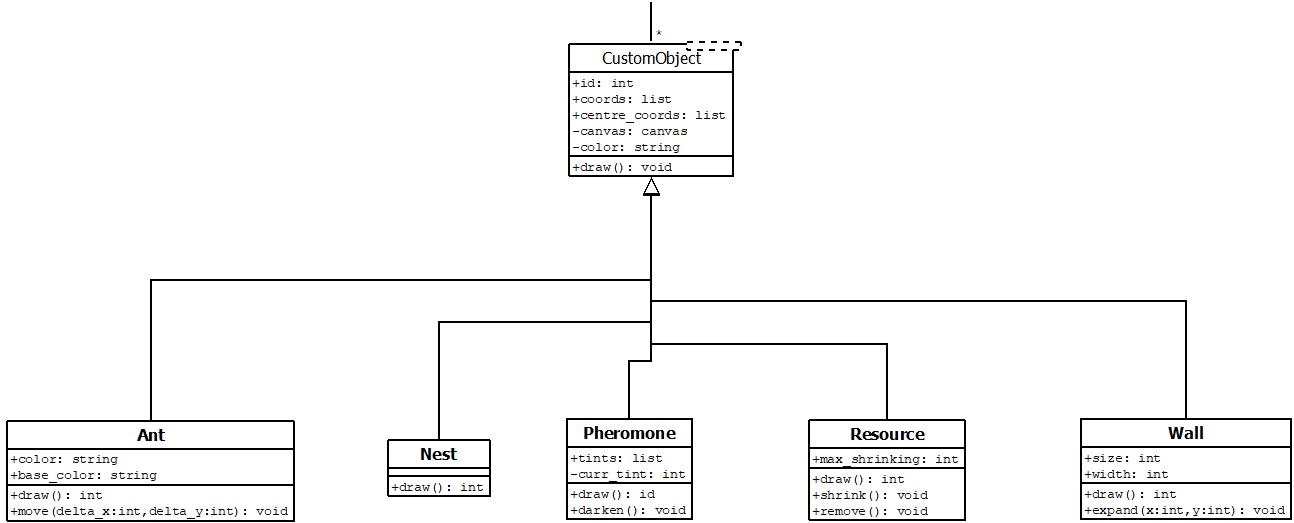 *
CustomObject
+id: int
+coords: list
+centre_coords: list
-canvas: canvas
-color: string
+draw(): void
Ant
+color: string
+base_color: string
+draw(): int
+move(delta_x:int,delta_y:int): void
Nest
+draw(): int
Pheromone
+tints: list
-curr_tint: int
+draw(): id
+darken(): void
Resource
+max_shrinking: int
+draw(): int
+shrink(): void
+remove(): void
Wall
+size: int
+width: int
+draw(): int
+expand(x:int,y:int): void